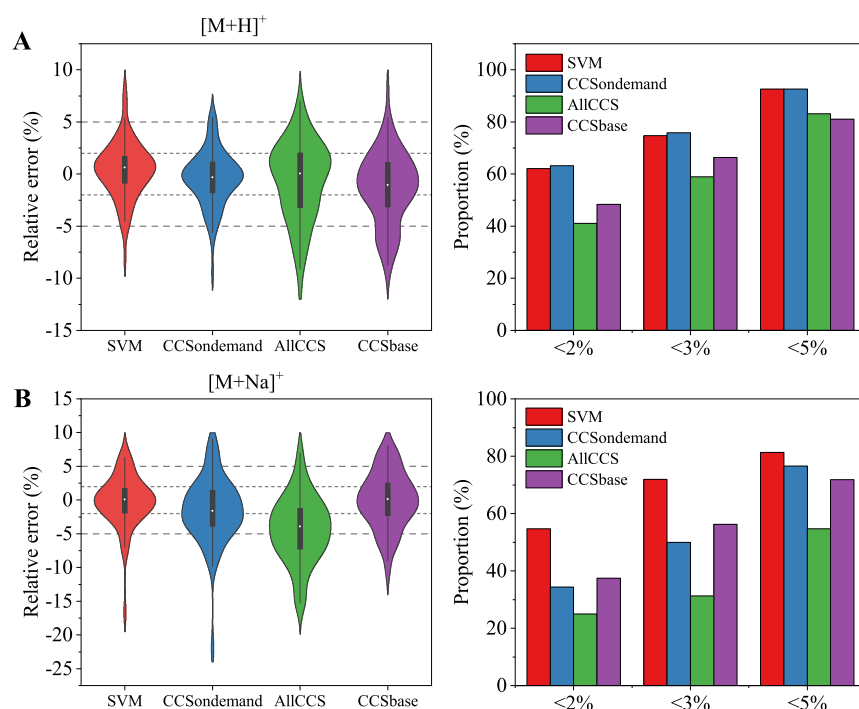 A
[M+H]+
Relative error (%)
10
5
0
-5
-10
-15
SVM CCSondemand AllCCS CCSbase
Proportion (%)
100
80
60
40
20
0
SVM
CCSondemand
AllCCS
CCSbase
<2% <3% <5%
B
[M+Na]+
Relative error (%)
15
10
5
0
-5
-10
-15
-20
-25
SVM CCSondemand AllCCS CCSbase
Proportion (%)
100
80
60
40
20
0
SVM
CCSondemand
AllCCS
CCSbase
<2% <3% <5%